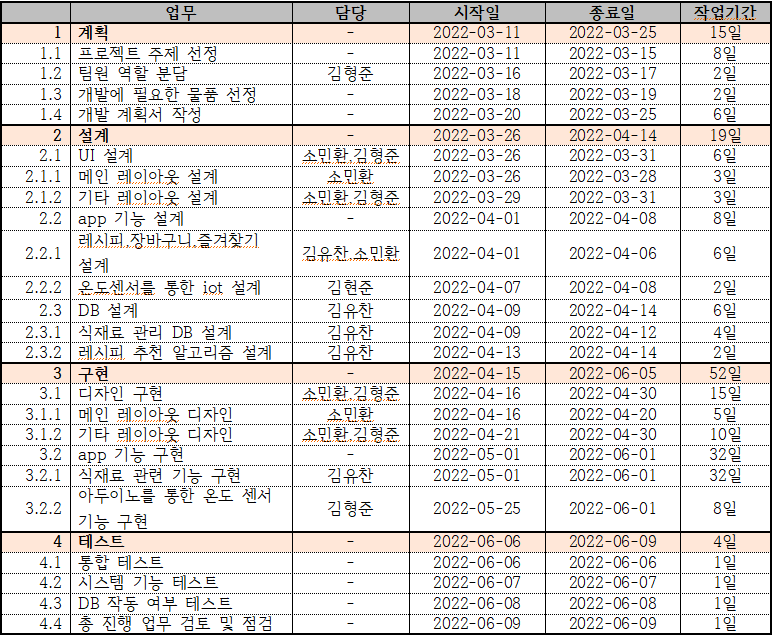 업무 담당 시작일 종료일 작업기간
1 계획 - 2022-03-11 2022-03-25 15일
1.1 프로젝트 주제 선정 - 2022-03-11 2022-03-15 8일
1.2 팀원 역할 분담 김형준 2022-03-16 2022-03-17 2일
1.3 개발에 필요한 물품 선정 - 2022-03-18 2022-03-19 2일
1.4 개발 계획서 작성 - 2022-03-20 2022-03-25 6일
2 설계 - 2022-03-26 2022-04-14 19일
2.1 UI 설계 소민환,김형준 2022-03-26 2022-03-31 6일
2.1.1 메인 레이아웃 설계 소민환 2022-03-26 2022-03-28 3일
2.1.2 기타 레이아웃 설계 소민환,김형준 2022-03-29 2022-03-31 3일
2.2 app 기능 설계 - 2022-04-01 2022-04-08 8일
레시피,장바구니,즐겨찾기
2.2.1 김유찬,소민환 2022-04-01 2022-04-06 6일
설계
2.2.2 온도센서를 통한 iot 설계 김현준 2022-04-07 2022-04-08 2일
2.3 DB 설계 김유찬 2022-04-09 2022-04-14 6일
2.3.1 식재료 관리 DB 설계 김유찬 2022-04-09 2022-04-12 4일
2.3.2 레시피 추천 알고리즘 설계 김유찬 2022-04-13 2022-04-14 2일
3 구현 - 2022-04-15 2022-06-05 52일
3.1 디자인 구현 소민환,김형준 2022-04-16 2022-04-30 15일
3.1.1 메인 레이아웃 디자인 소민환 2022-04-16 2022-04-20 5일
3.1.2 기타 레이아웃 디자인 소민환,김형준 2022-04-21 2022-04-30 10일
3.2 app 기능 구현 - 2022-05-01 2022-06-01 32일
3.2.1 식재료 관련 기능 구현 김유찬 2022-05-01 2022-06-01 32일
아두이노를 통한 온도 센서
3.2.2 김형준 2022-05-25 2022-06-01 8일
기능 구현
4 테스트 - 2022-06-06 2022-06-09 4일
4.1 통합 테스트 - 2022-06-06 2022-06-06 1일
4.2 시스템 기능 테스트 - 2022-06-07 2022-06-07 1일
4.3 DB 작동 여부 테스트 - 2022-06-08 2022-06-08 1일
4.4 총 진행 업무 검토 및 점검 - 2022-06-09 2022-06-09 1일